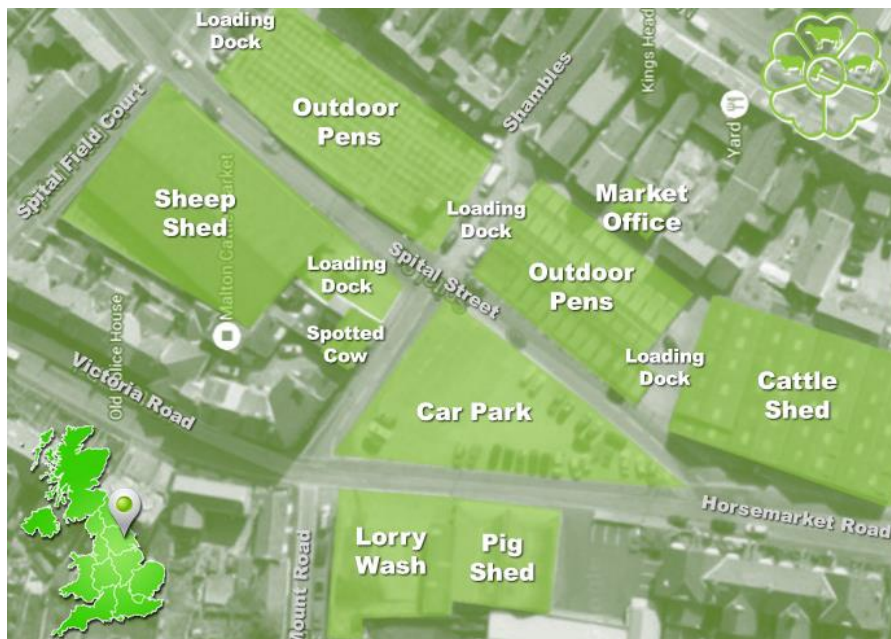 Loading
Dock
Outdoor
Pens
Shambles
Kings Head
Yard
Spital Field Court
Sheep
Shed
Malton Cattle Market
Market
Office
Loading
Dock
Spital Street
Loading
Dock
Outdoor
Pens
Spotted
Cow
Old Police House
Victoria Road
Loading
Dock
Cattle
Shed
Car Park
Horsemarket Road
Lorry
Wash
Pig
Shed
Mount Road